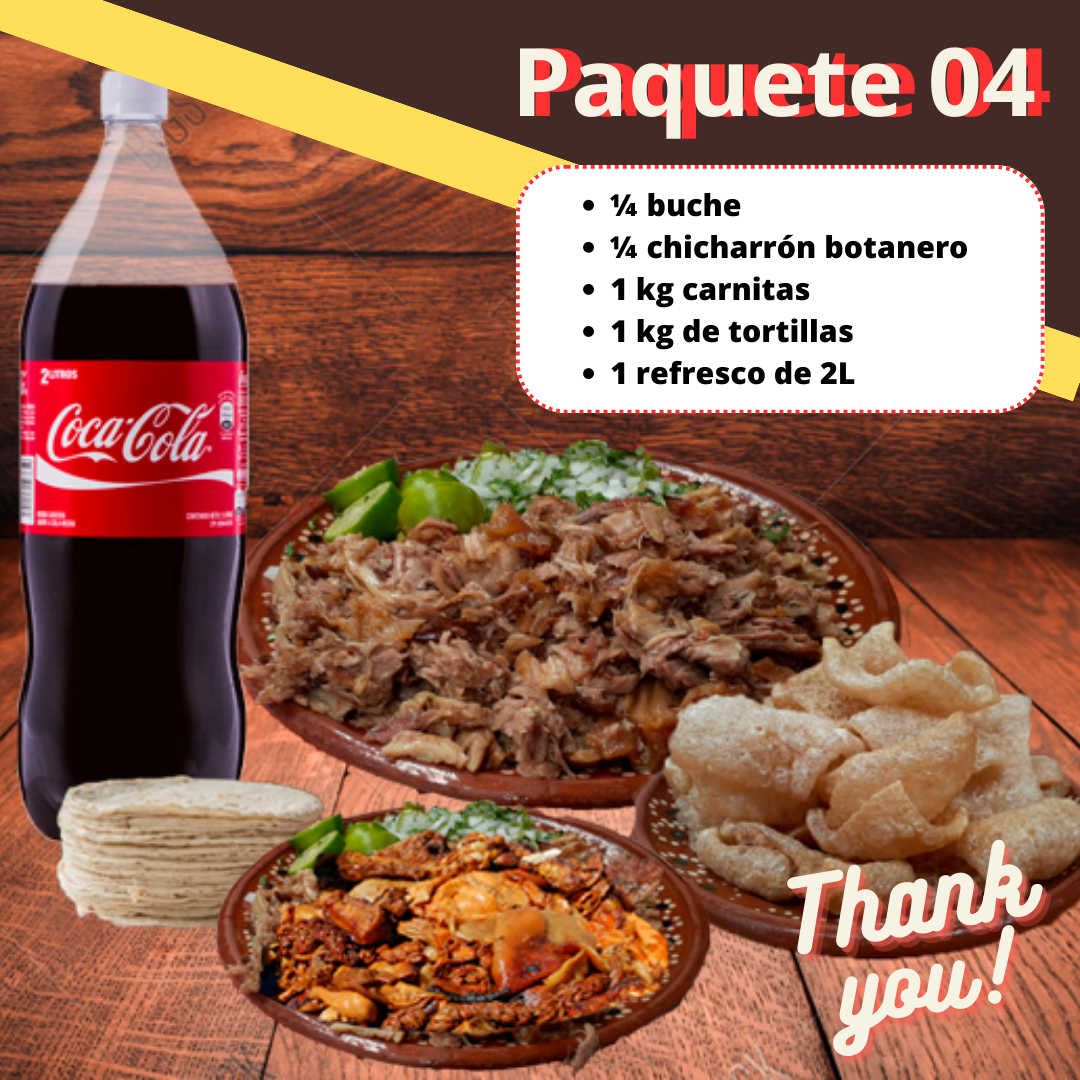 Paquete 04
• ¼ buche
• ¼ chicharrón botanero
• 1 kg carnitas
• 1 kg de tortillas
• 1 refresco de 2L
2 LITROS
Coca-Cola
Thank
you!